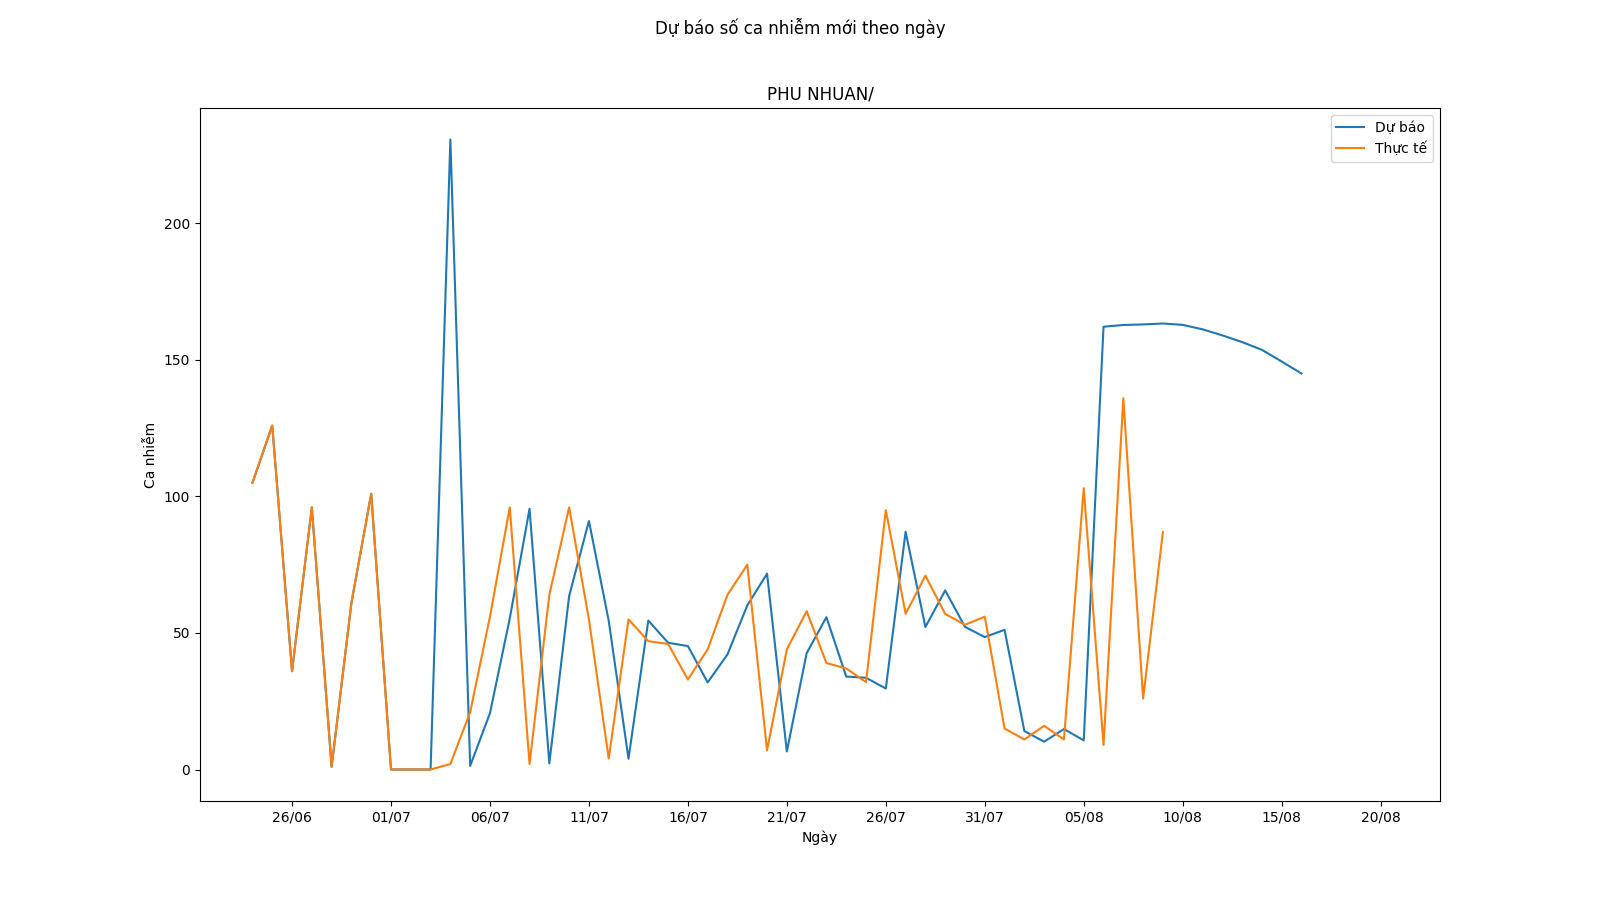 Dự báo số ca nhiễm mới theo ngày
PHU NHUAN/
Dự báo
Thực tế
200
150
100
50
0
Ca nhiễm
26/06
01/07
06/07
11/07
16/07
21/07
26/07
31/07
05/08
10/08
15/08
20/08
Ngày